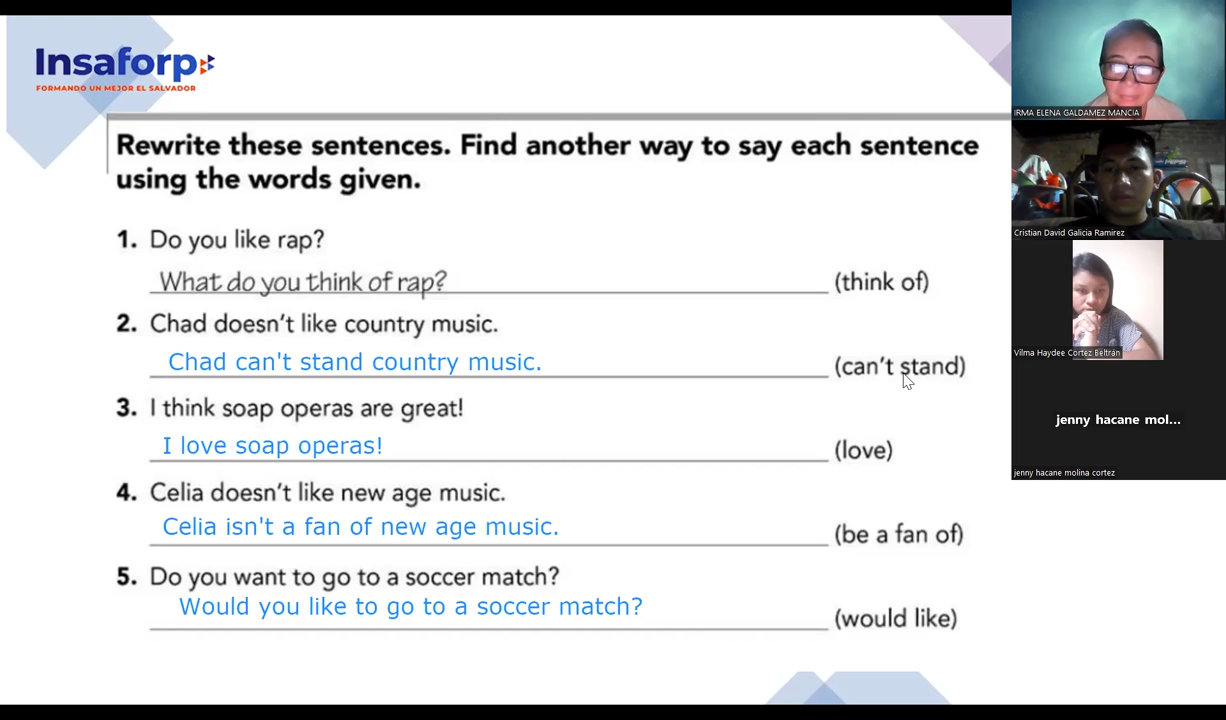 Insaforp
FORMANDO UN MEJOR EL SALVADOR
Rewrite these sentences. Find another way to say each sentence
using the words given.
1. Do you like rap?
What do you think of rap? (think of)
2. Chad doesn't like country music.
Chad can't stand country music. (can't stand)
3. I think soap operas are great!
I love soap operas! (love)
4. Celia doesn't like new age music.
Celia isn't a fan of new age music. (be a fan of)
5. Do you want to go to a soccer match?
Would you like to go to a soccer match? (would like)
IRMA ELENA GALDAMEZ MANCIA
Cristian David Galicia Ramirez
Vilma Haydee Cortez Beltrán
jenny hacane mol...
jenny hacane molina cortez